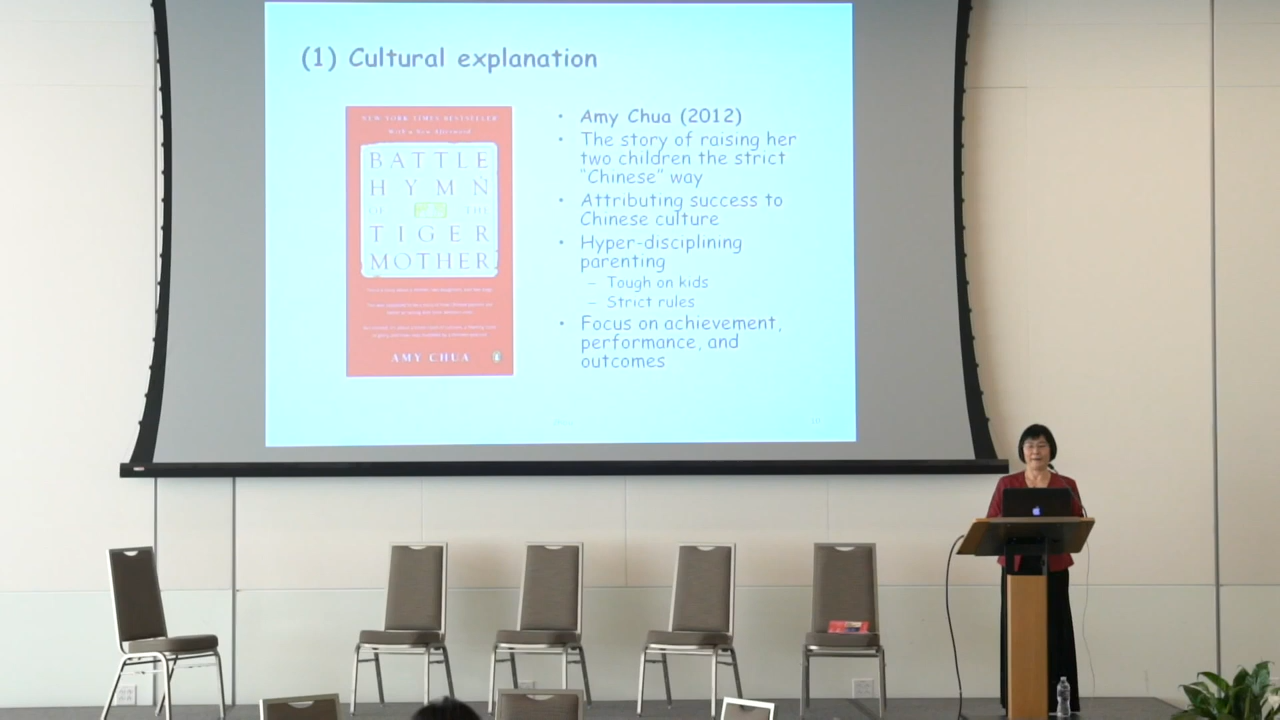 (1) Cultural explanation
NEW YORK TIMES BESTSELLER
With a New Afterword
BATTLE
HYMN
OF THE
TIGER
MOTHER
AMY CHUA
• Amy Chua (2012)
• The story of raising her
two children the strict
"Chinese" way
• Attributing success to
Chinese culture
• Hyper-disciplining
parenting
– Tough on kids
– Strict rules
• Focus on achievement,
performance, and
outcomes